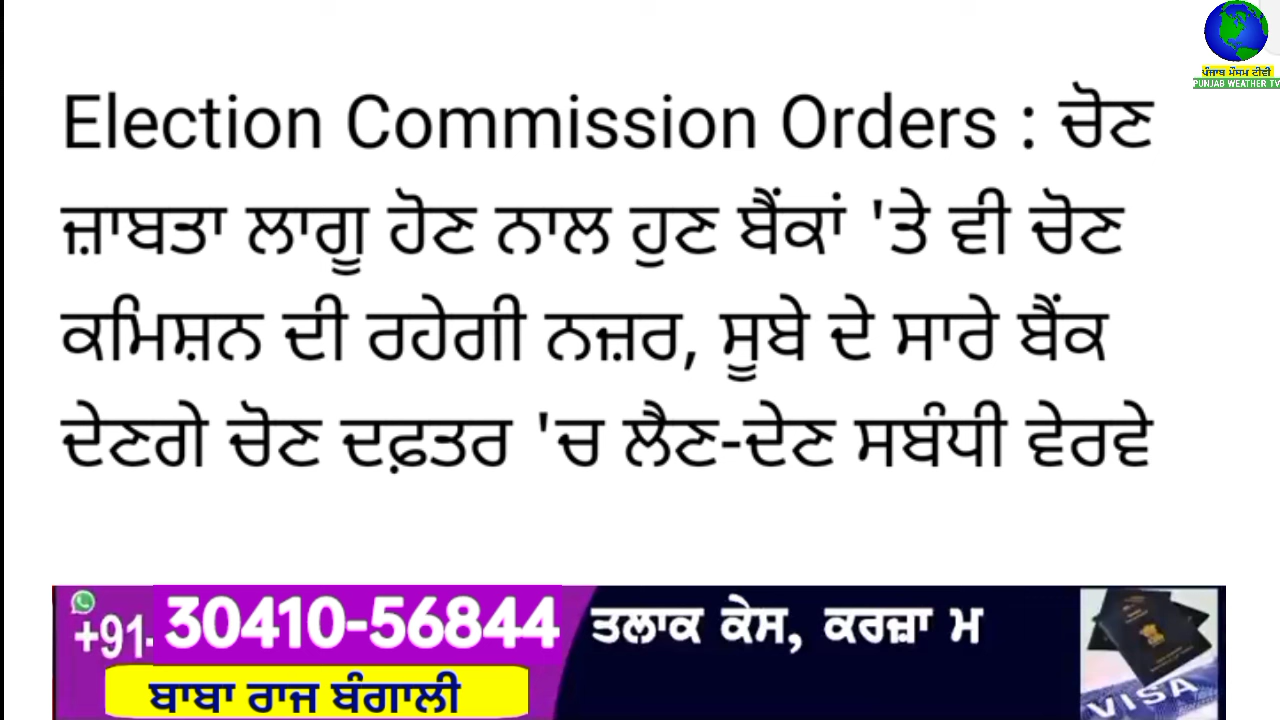 ਪੰਜਾਬ ਮੌਸਮ ਟੀਵੀ
PUNJAB WEATHER TV
Election Commission Orders : ਚੋਣ
ਜ਼ਾਬਤਾ ਲਾਗੂ ਹੋਣ ਨਾਲ ਹੁਣ ਬੈਂਕਾਂ 'ਤੇ ਵੀ ਚੋਣ
ਕਮਿਸ਼ਨ ਦੀ ਰਹੇਗੀ ਨਜ਼ਰ, ਸੂਬੇ ਦੇ ਸਾਰੇ ਬੈਂਕ
ਦੇਣਗੇ ਚੋਣ ਦਫ਼ਤਰ 'ਚ ਲੈਣ-ਦੇਣ ਸਬੰਧੀ ਵੇਰਵੇ
+91. 30410-56844 ਤਲਾਕ ਕੇਸ, ਕਰਜ਼ਾ ਮ
ਬਾਬਾ ਰਾਜ ਬੰਗਾਲੀ
VISA